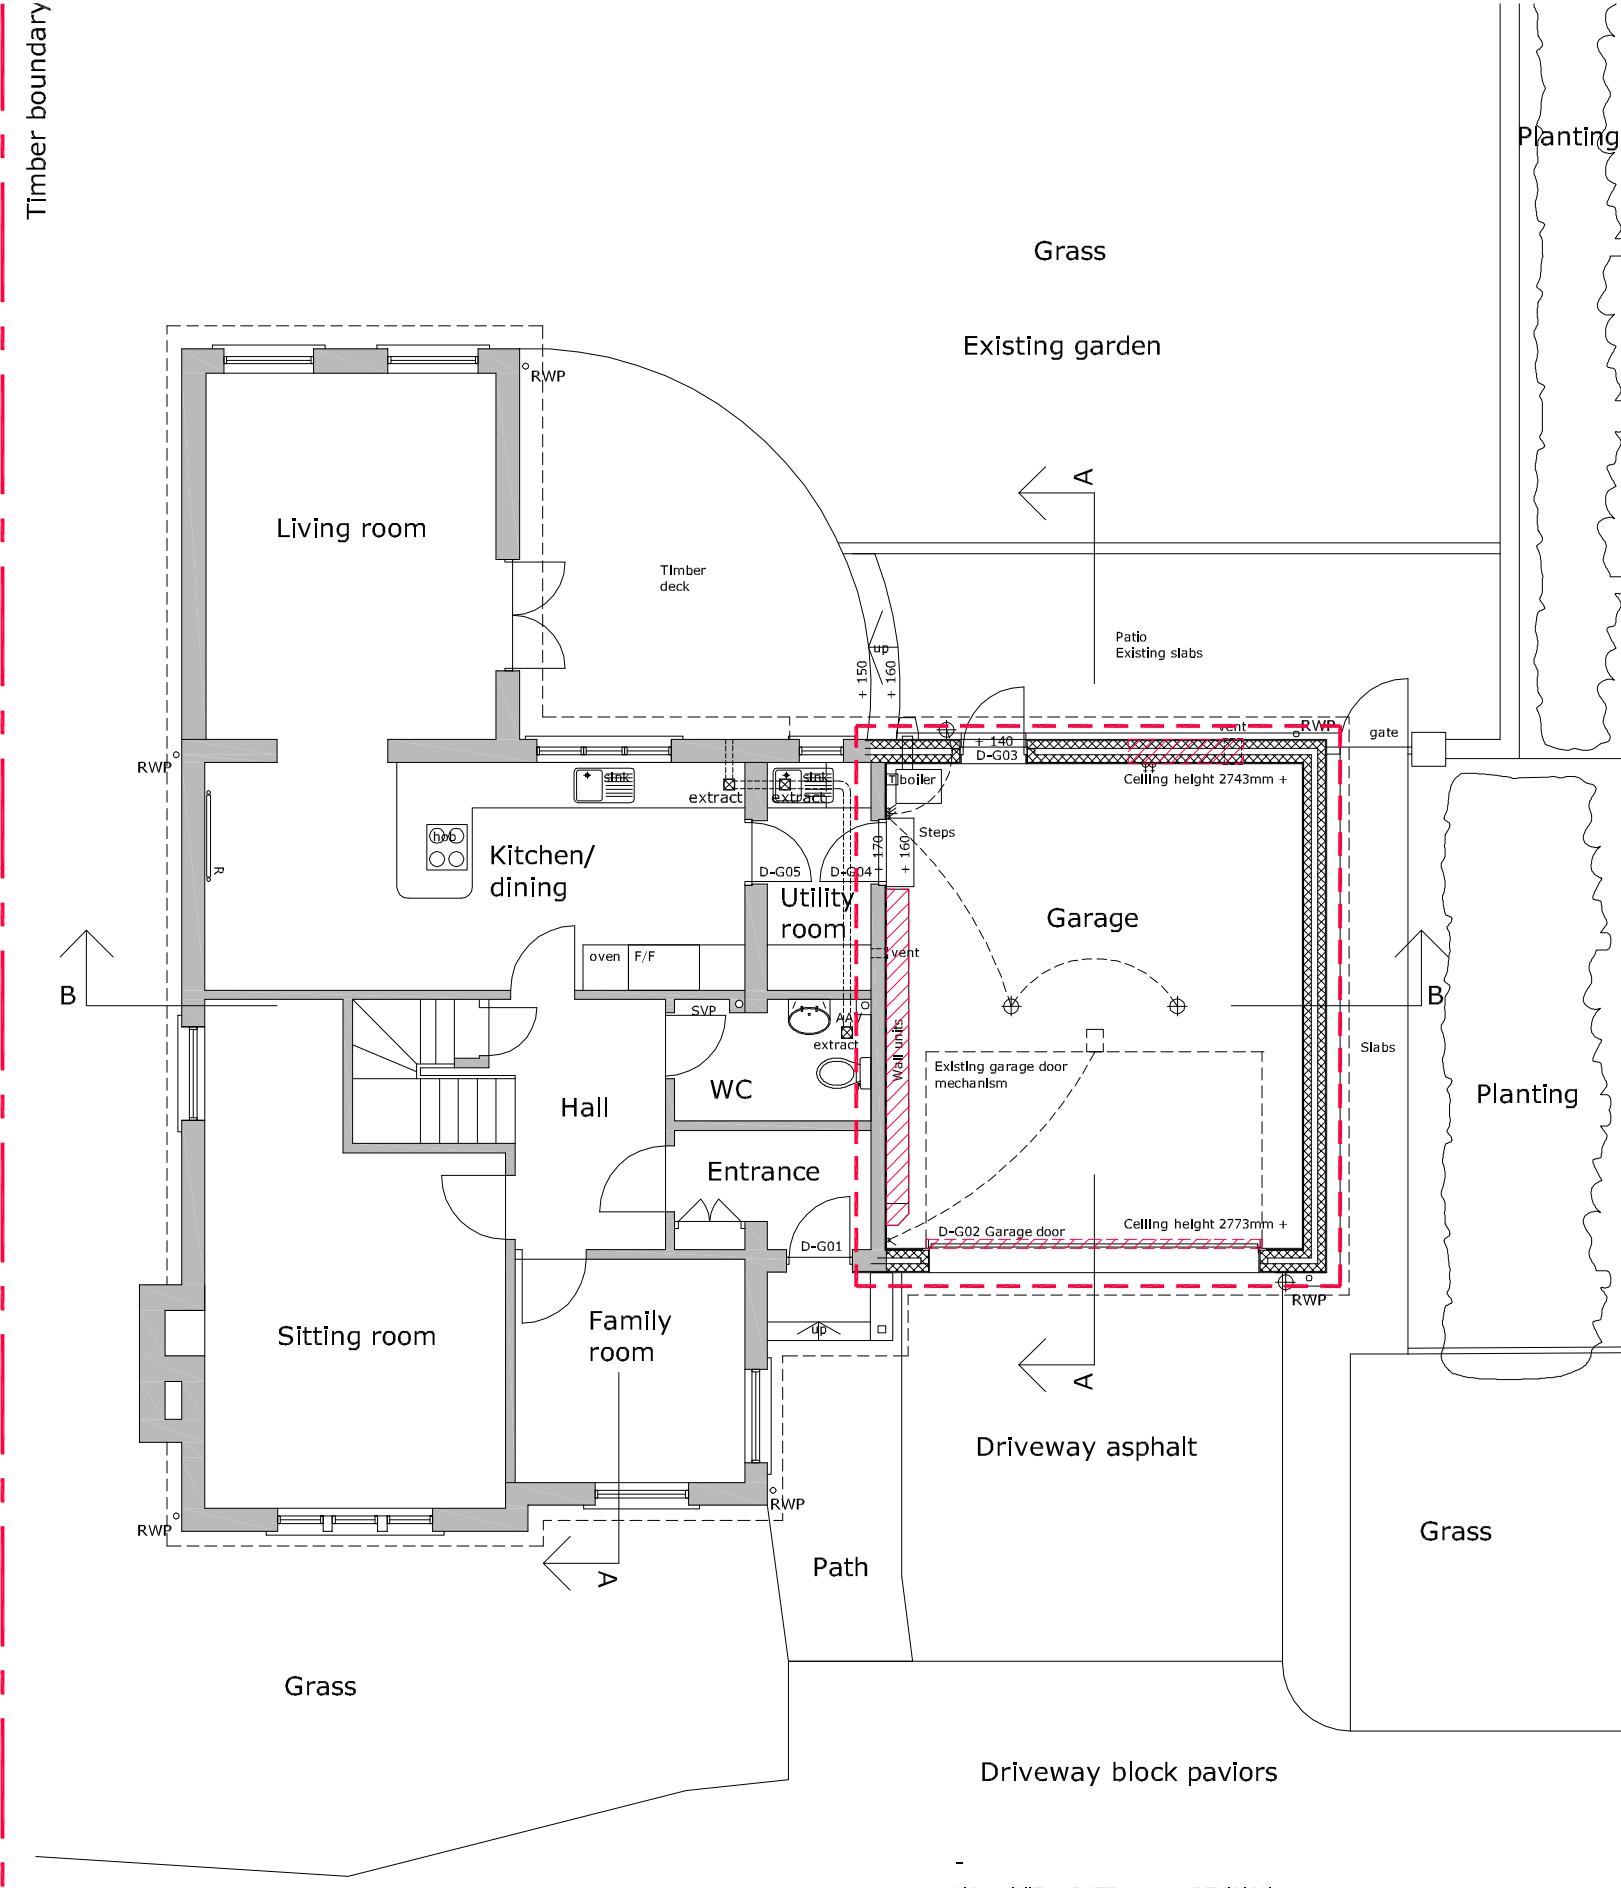 Timber boundary
Planting
Grass
Existing garden
RWP
A
Living room
Timber
deck
Patio
Existing slabs
up
+ 150
+ 160
RWP
vent
RWP
gate
+ 140
D-G03
sink
sink
boiler
Ceiling height 2743mm +
extract
extract
hob
Steps
Kitchen/
dining
R
D-G05
D-G04
+ 170
+ 160
Utility
room
Garage
oven
F/F
vent
B
B
SVP
AAV
extract
Wall units
Slabs
Existing garage door
mechanism
WC
Hall
Planting
Entrance
D-G01
D-G02 Garage door
Ceiling height 2773mm +
RWP
up
Family
room
Sitting room
A
Driveway asphalt
RWP
RWP
Grass
A
Path
Grass
Driveway block paviors
-